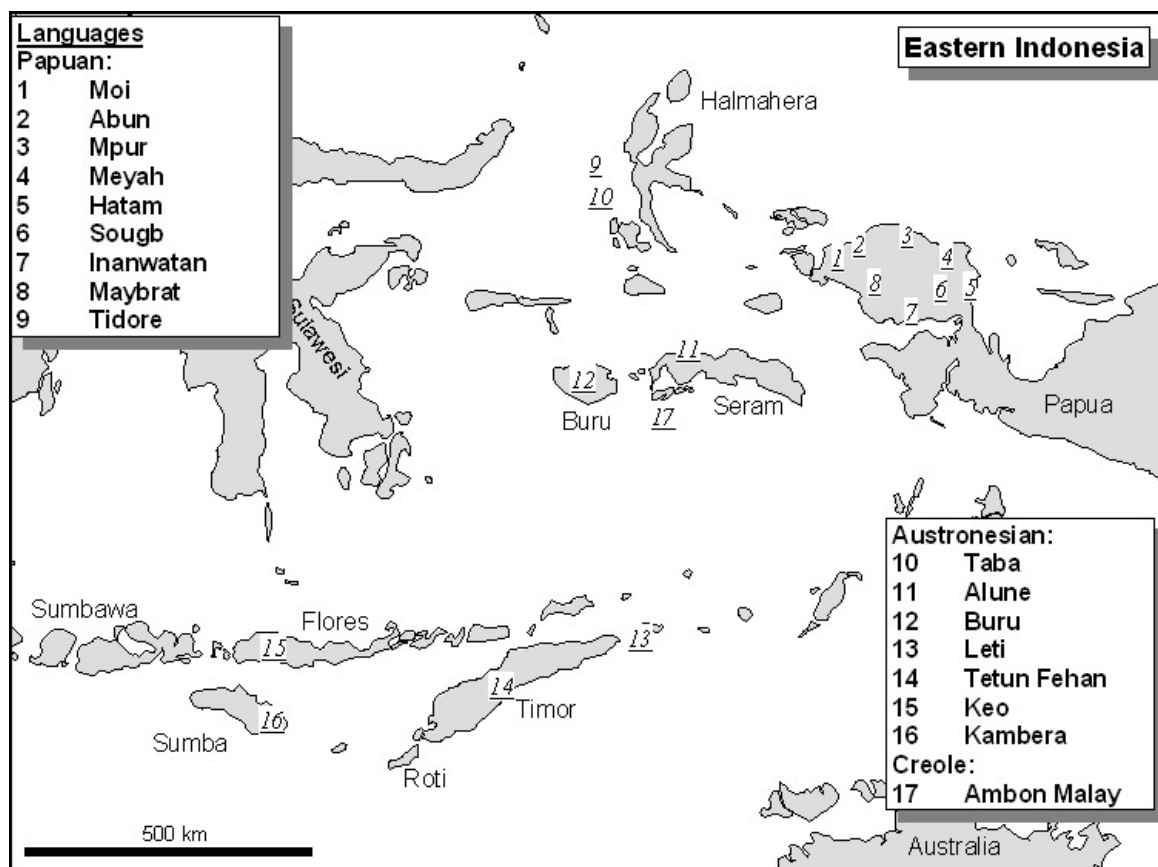 Languages
Papuan:
1 Moi
2 Abun
3 Mpur
4 Meyah
5 Hatam
6 Sougb
7 Inanwatan
8 Maybrat
9 Tidore
Eastern Indonesia
Halmahera
9
10
1
2
3
4
5
6
7
8
Sulawesi
11
12
17
Buru
Seram
Papua
Austronesian:
10 Taba
11 Alune
12 Buru
13 Leti
14 Tetun Fehan
15 Keo
16 Kambera
Creole:
17 Ambon Malay
Sumbawa
Flores
13
15
14
Timor
16
Sumba
Roti
500 km
Australia